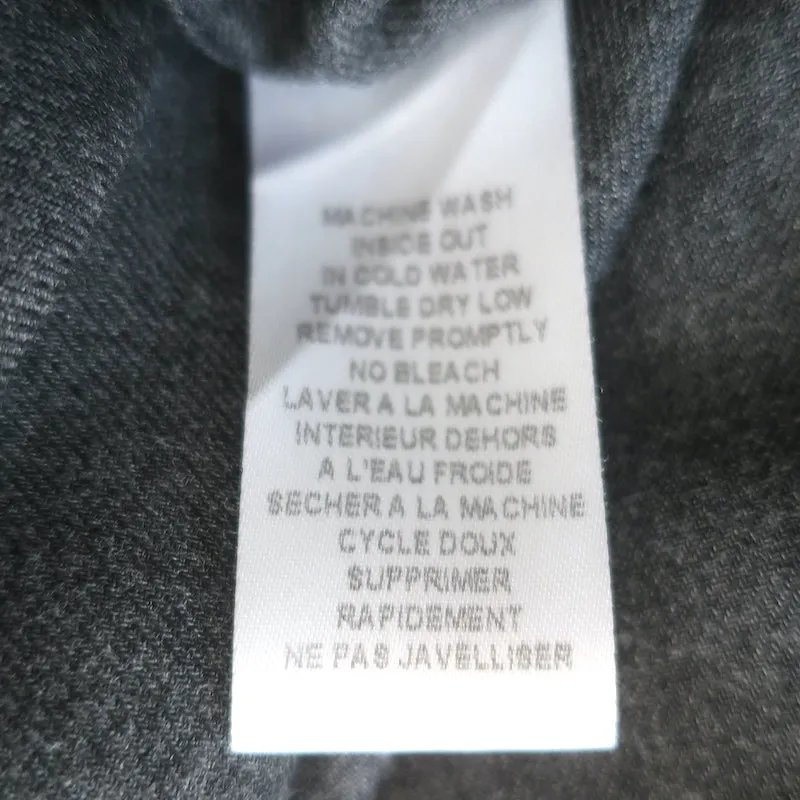 MACHINE WASH
INSIDE OUT
IN COLD WATER
TUMBLE DRY LOW
REMOVE PROMPTLY
NO BLEACH
LAVER A LA MACHINE
INTERIEUR DEHORS
A L'EAU FROIDE
SECHER A LA MACHINE
CYCLE DOUX
SUPPRIMER
RAPIDEMENT
NE PAS JAVELLISER